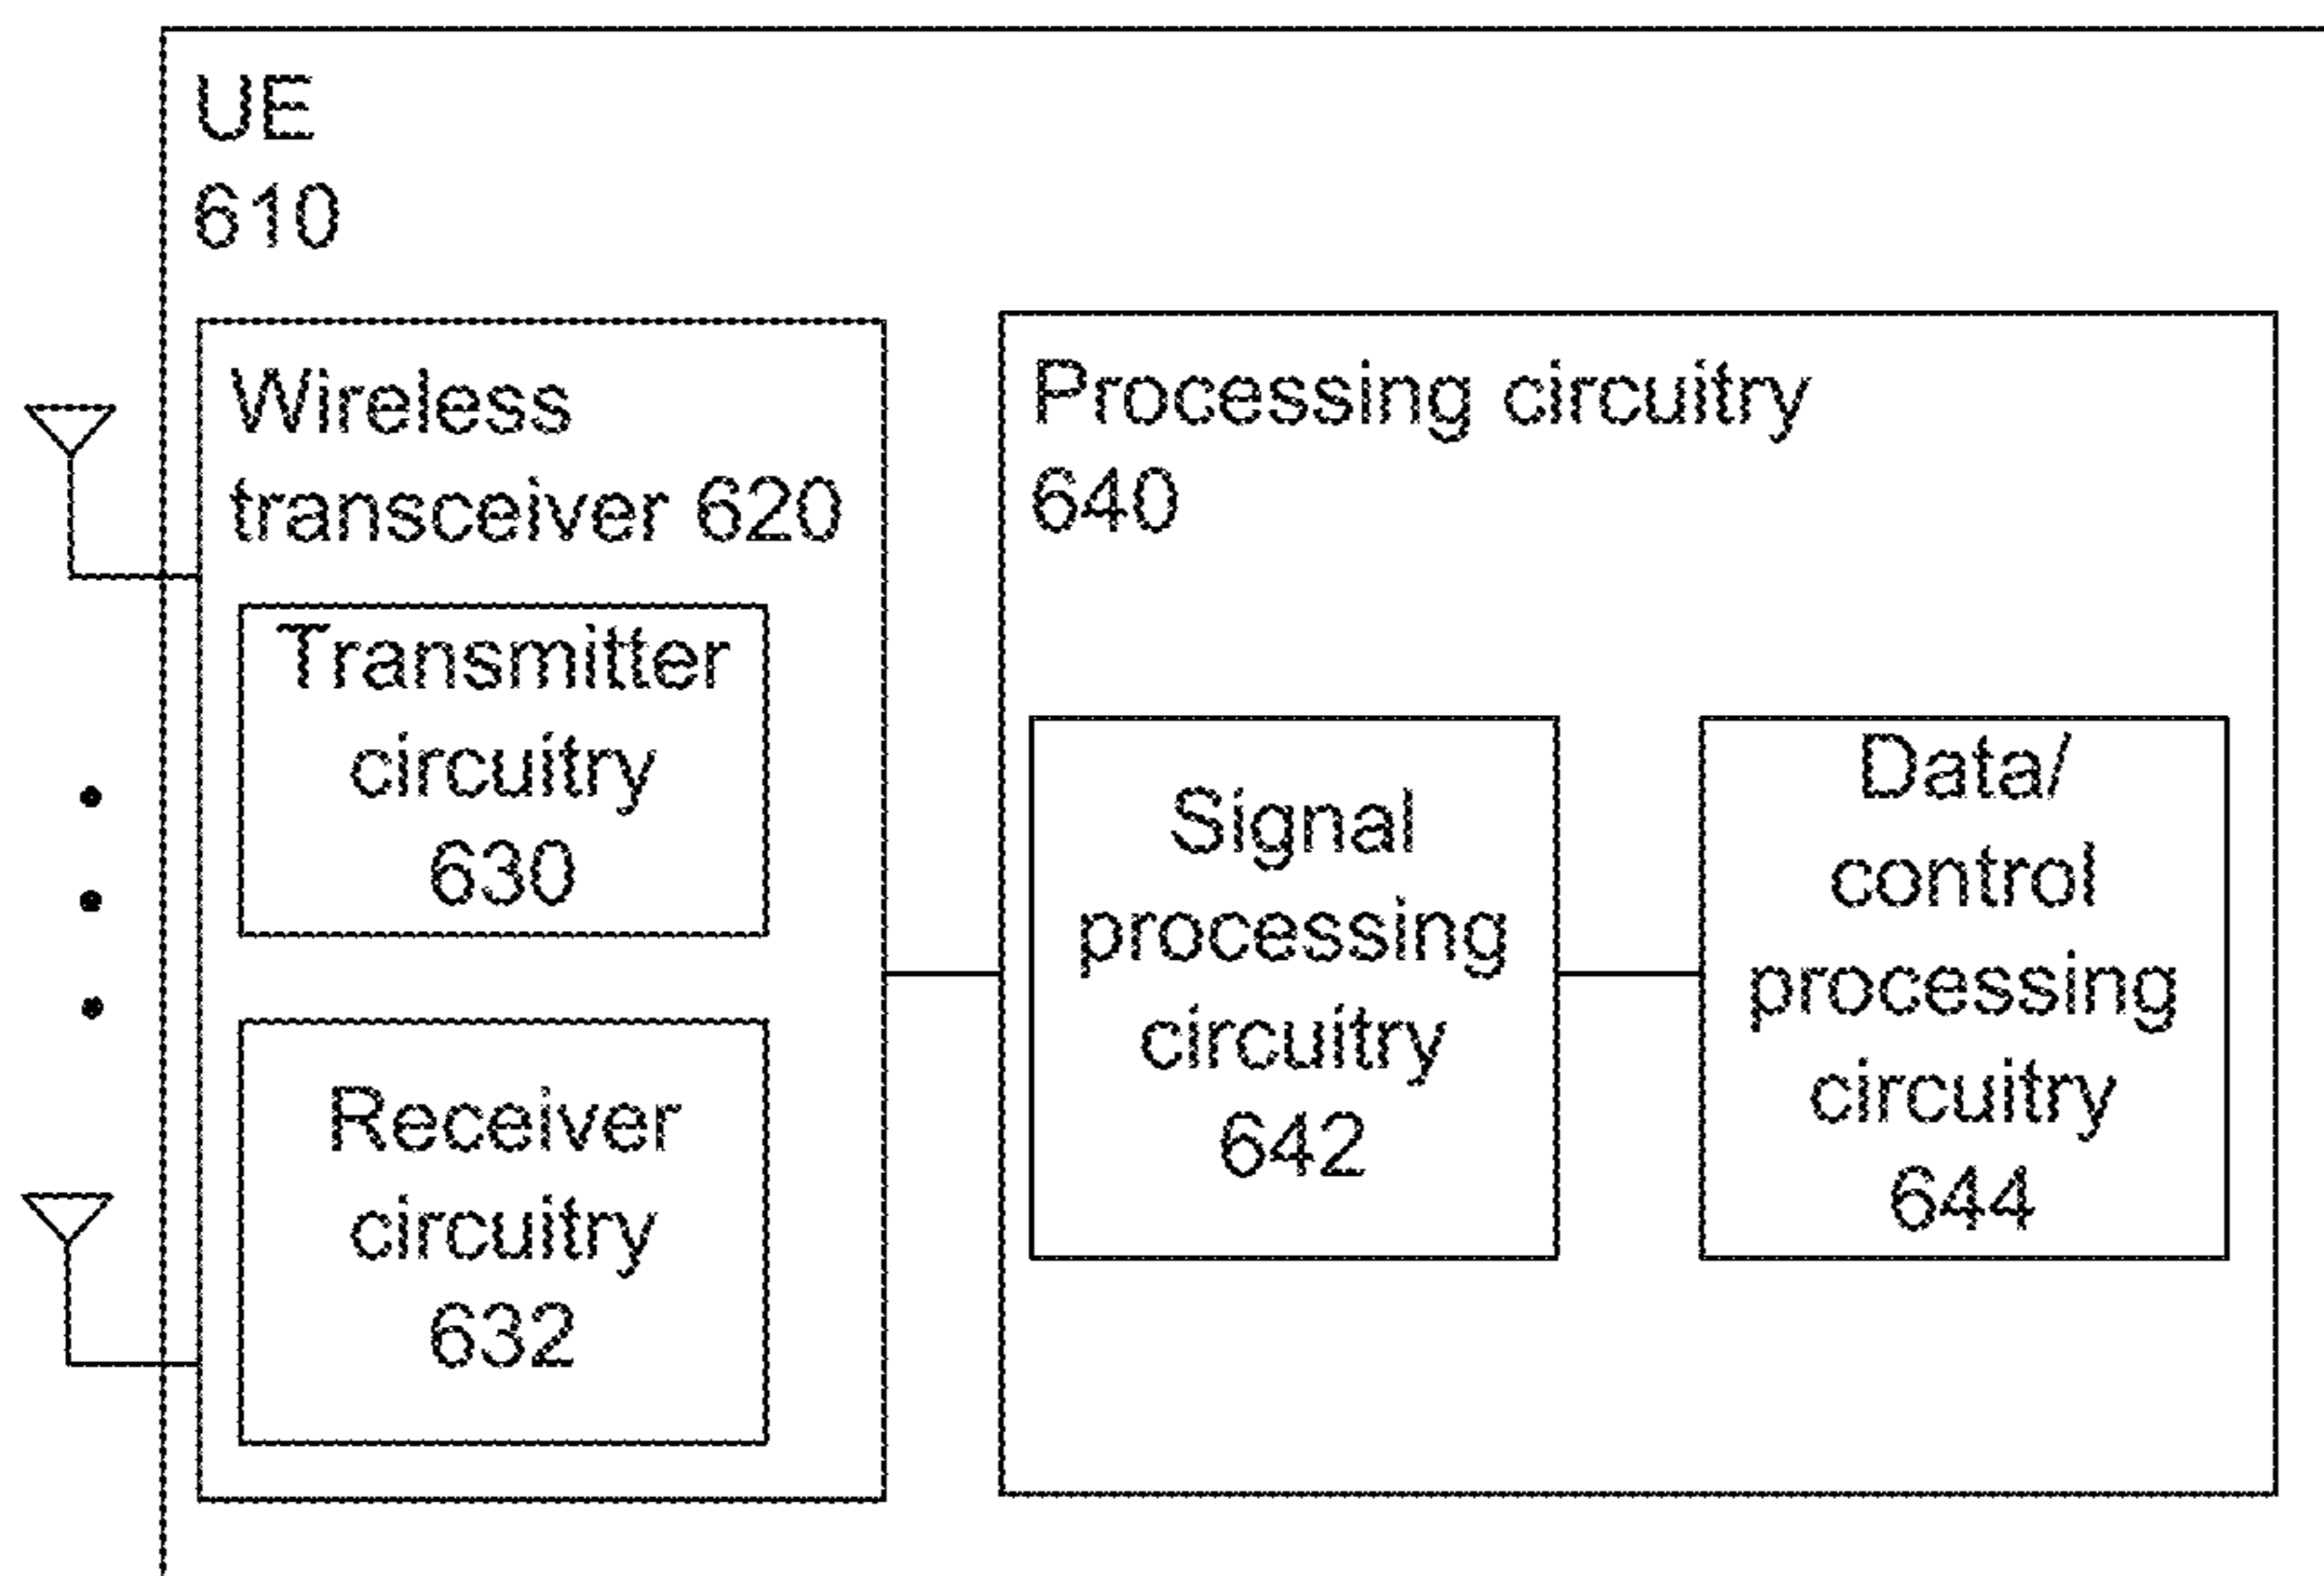 UE
610
Wireless
transceiver 620
Transmitter
circuitry
630
Receiver
circuitry
632
Processing circuitry
640
Signal
processing
circuitry
642
Data/
control
processing
circuitry
644